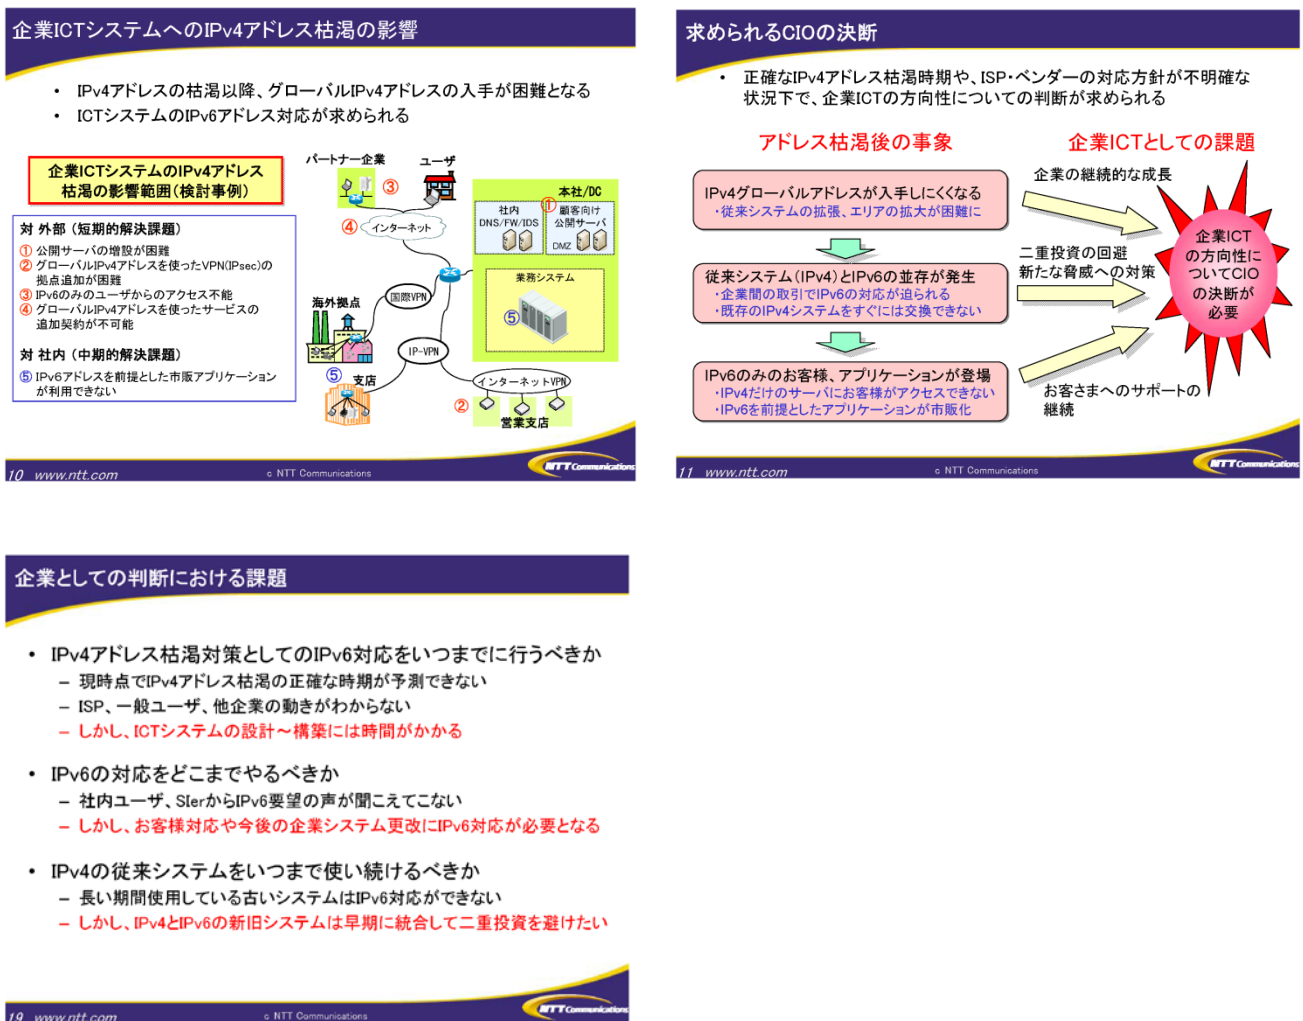 企業ICTシステムへのIPv4アドレス枯渇の影響
• IPv4アドレスの枯渇以降、グローバルIPv4アドレスの入手が困難となる
• ICTシステムのIPv6アドレス対応が求められる
企業ICTシステムのIPv4アドレス
枯渇の影響範囲(検討事例)
対 外部 (短期的解決課題)
① 公開サーバの増設が困難
② グローバルIPv4アドレスを使ったVPN(IPsec)の
拠点追加が困難
③ IPv6のみのユーザからのアクセス不能
④ グローバルIPv4アドレスを使ったサービスの
追加契約が不可能
対 社内 (中期的解決課題)
⑤ IPv6アドレスを前提とした市販アプリケーション
が利用できない
パートナー企業
ユーザ
③
④
インターネット
本社/DC
社内
DNS/FW/IDS
①
顧客向け
公開サーバ
DMZ
業務システム
⑤
国際VPN
海外拠点
IP-VPN
⑤
支店
インターネットVPN
②
営業支店
10 www.ntt.com
c NTT Communications
NTT Communications
求められるCIOの決断
• 正確なIPv4アドレス枯渇時期や、ISP・ベンダーの対応方針が不明確な
状況下で、企業ICTの方向性についての判断が求められる
アドレス枯渇後の事象
企業ICTとしての課題
IPv4グローバルアドレスが入手しにくくなる
・従来システムの拡張、エリアの拡大が困難に
従来システム(IPv4)とIPv6の並存が発生
・企業間の取引でIPv6の対応が迫られる
・既存のIPv4システムをすぐには交換できない
IPv6のみのお客様、アプリケーションが登場
・IPv4だけのサーバにお客様がアクセスできない
・IPv6を前提としたアプリケーションが市販化
企業の継続的な成長
二重投資の回避
新たな脅威への対策
お客さまへのサポートの
継続
企業ICT
の方向性に
ついてCIO
の決断が
必要
11 www.ntt.com
c NTT Communications
NTT Communications
企業としての判断における課題
• IPv4アドレス枯渇対策としてのIPv6対応をいつまでに行うべきか
– 現時点でIPv4アドレス枯渇の正確な時期が予測できない
– ISP、一般ユーザ、他企業の動きがわからない
– しかし、ICTシステムの設計～構築には時間がかかる
• IPv6の対応をどこまでやるべきか
– 社内ユーザ、SIerからIPv6要望の声が聞こえてこない
– しかし、お客様対応や今後の企業システム更改にIPv6対応が必要となる
• IPv4の従来システムをいつまで使い続けるべきか
– 長い期間使用している古いシステムはIPv6対応ができない
– しかし、IPv4とIPv6の新旧システムは早期に統合して二重投資を避けたい
19 www.ntt.com
c NTT Communications
NTT Communications